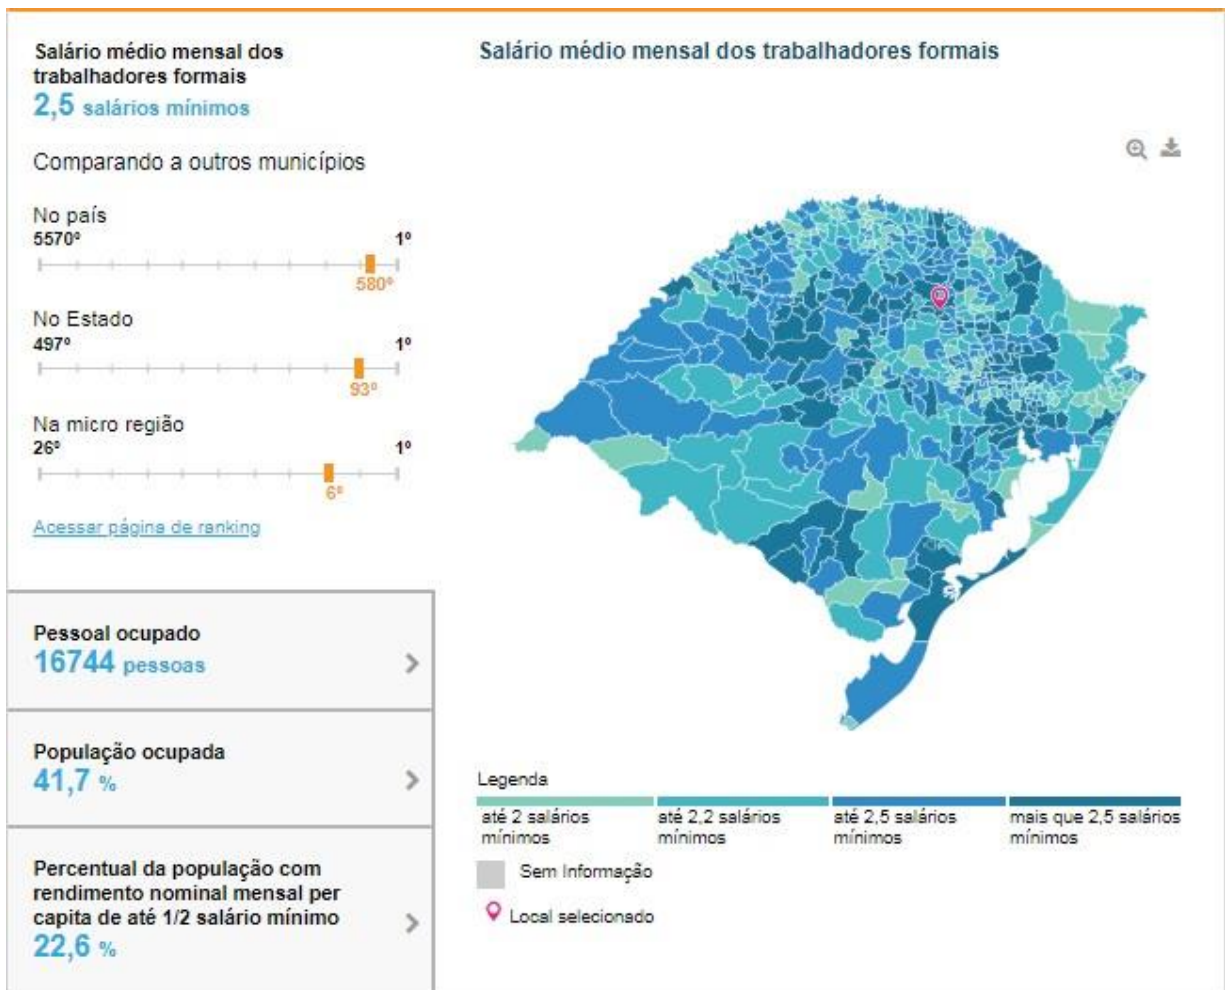 Salário médio mensal dos
trabalhadores formais
2,5 salários mínimos
Comparando a outros municípios
No país
5570º 1º
580º
No Estado
497º 1º
93º
Na micro região
26º 1º
6º
Acessar página de ranking
Pessoal ocupado
16744 pessoas
População ocupada
41,7 %
Percentual da população com
rendimento nominal mensal per
capita de até 1/2 salário mínimo
22,6 %
Salário médio mensal dos trabalhadores formais
Legenda
até 2 salários mínimos
até 2,2 salários mínimos
até 2,5 salários mínimos
mais que 2,5 salários mínimos
Sem Informação
Local selecionado